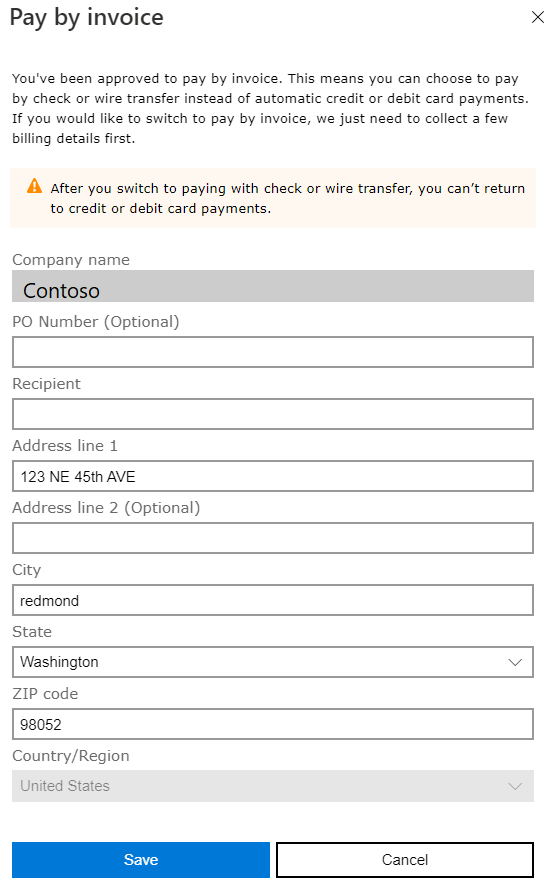 Pay by invoice
You've been approved to pay by invoice. This means you can choose to pay
by check or wire transfer instead of automatic credit or debit card payments.
If you would like to switch to pay by invoice, we just need to collect a few
billing details first.
After you switch to paying with check or wire transfer, you can’t return
to credit or debit card payments.
Company name
Contoso
PO Number (Optional)
Recipient
Address line 1
123 NE 45th AVE
Address line 2 (Optional)
City
redmond
State
Washington
ZIP code
98052
Country/Region
United States
Save Cancel